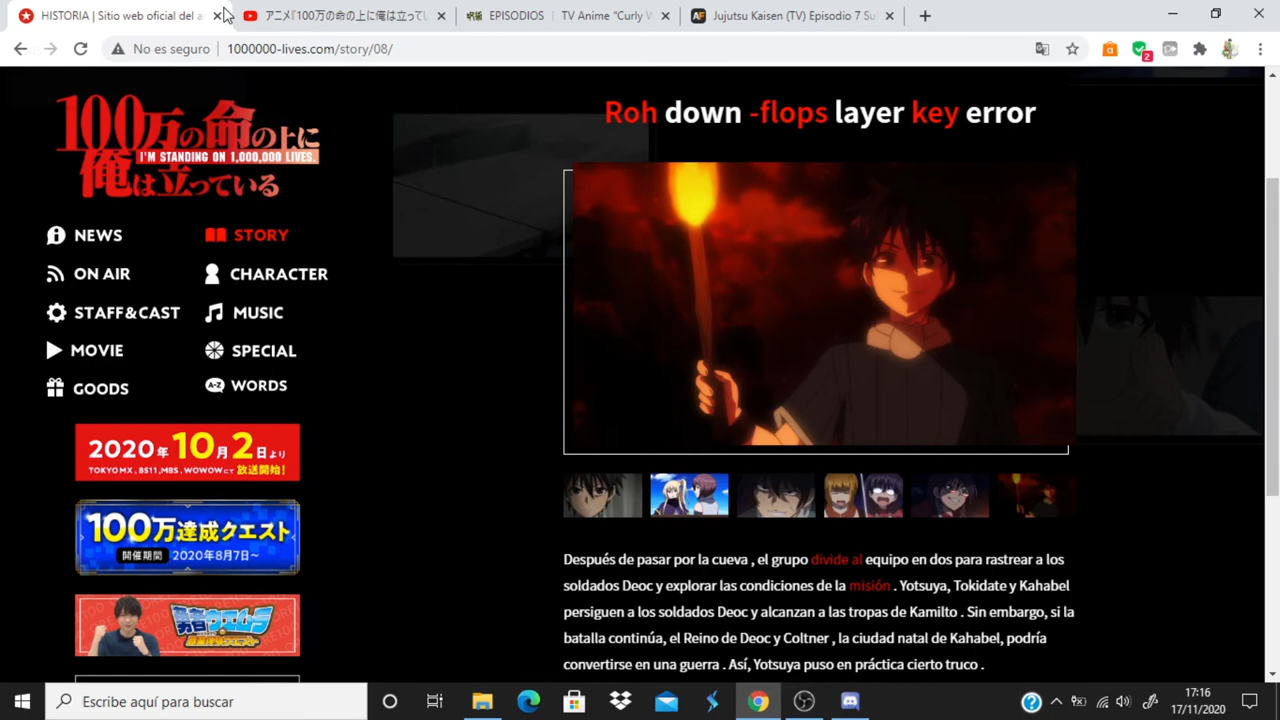 HISTORIA | Sitio web oficial del a
アニメ『100万の命の上に俺は立ってい
EPISODIOS | TV Anime "Curly W
Jujutsu Kaisen (TV) Episodio 7 Su
No es seguro
1000000-lives.com/story/08/
2
100万の命の上に
I'M STANDING ON 1,000,000 LIVES.
俺は立っている
NEWS
STORY
ON AIR
CHARACTER
STAFF&CAST
MUSIC
MOVIE
SPECIAL
GOODS
A-Z WORDS
2020年10月2日より
TOKYO MX , BS11 , MBS , WOWOWにて 放送開始!
100万達成クエスト
開催期間 2020年8月7日~
勇者ウエムラ
Roh down -flops layer key error
Después de pasar por la cueva , el grupo divide al equipo en dos para rastrear a los
soldados Deoc y explorar las condiciones de la misión . Yotsuya, Tokidate y Kahabel
persiguen a los soldados Deoc y alcanzan a las tropas de Kamilto . Sin embargo, si la
batalla continúa, el Reino de Deoc y Coltner , la ciudad natal de Kahabel, podría
convertirse en una guerra . Así, Yotsuya puso en práctica cierto truco .
Escribe aquí para buscar
17:16
17/11/2020